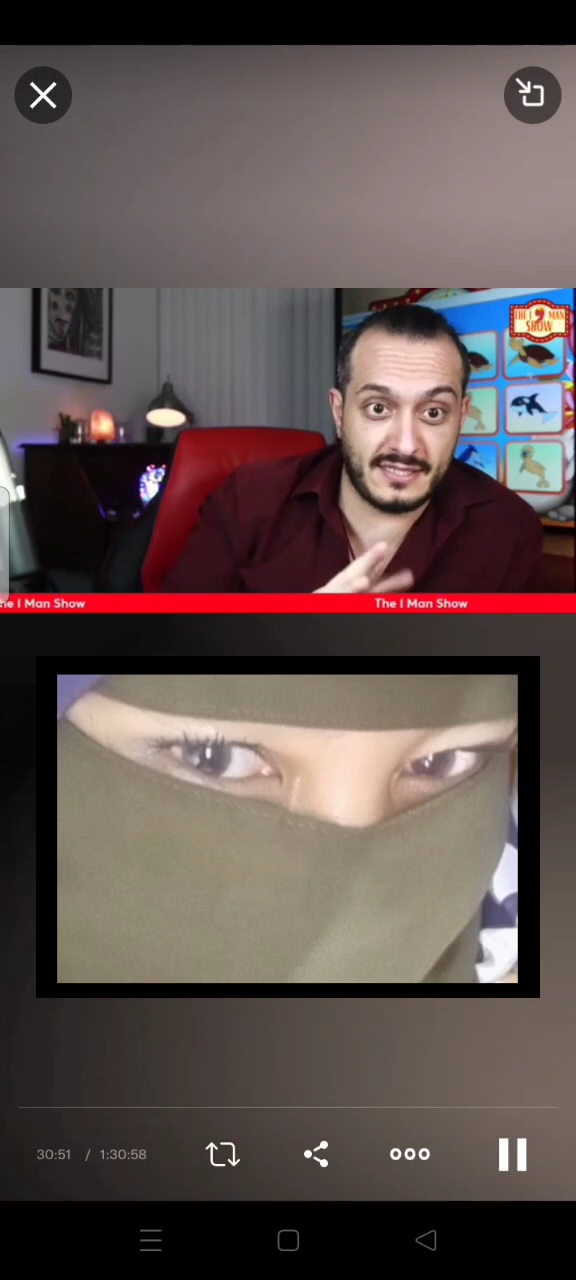 THE I MAN
SHOW
he I Man Show
The I Man Show
30:51 / 1:30:58